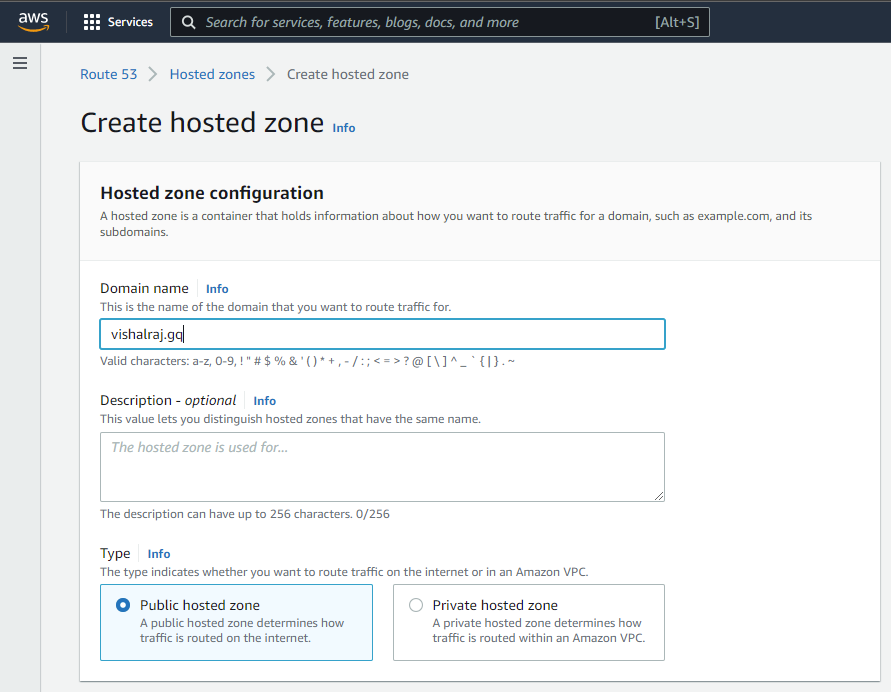 aws Services Search for services, features, blogs, docs, and more [Alt+S]
Route 53 > Hosted zones > Create hosted zone
Create hosted zone Info
Hosted zone configuration
A hosted zone is a container that holds information about how you want to route traffic for a domain, such as example.com, and its
subdomains.
Domain name Info
This is the name of the domain that you want to route traffic for.
vishalraj.gq
Valid characters: a-z, 0-9, ! " # $ % & ' ( ) * + , - / : ; < = > ? @ [ \ ] ^ _ ` { | } . ~
Description - optional Info
This value lets you distinguish hosted zones that have the same name.
The hosted zone is used for...
The description can have up to 256 characters. 0/256
Type Info
The type indicates whether you want to route traffic on the internet or in an Amazon VPC.
Public hosted zone
A public hosted zone determines how
traffic is routed on the internet.
Private hosted zone
A private hosted zone determines how
traffic is routed within an Amazon VPC.